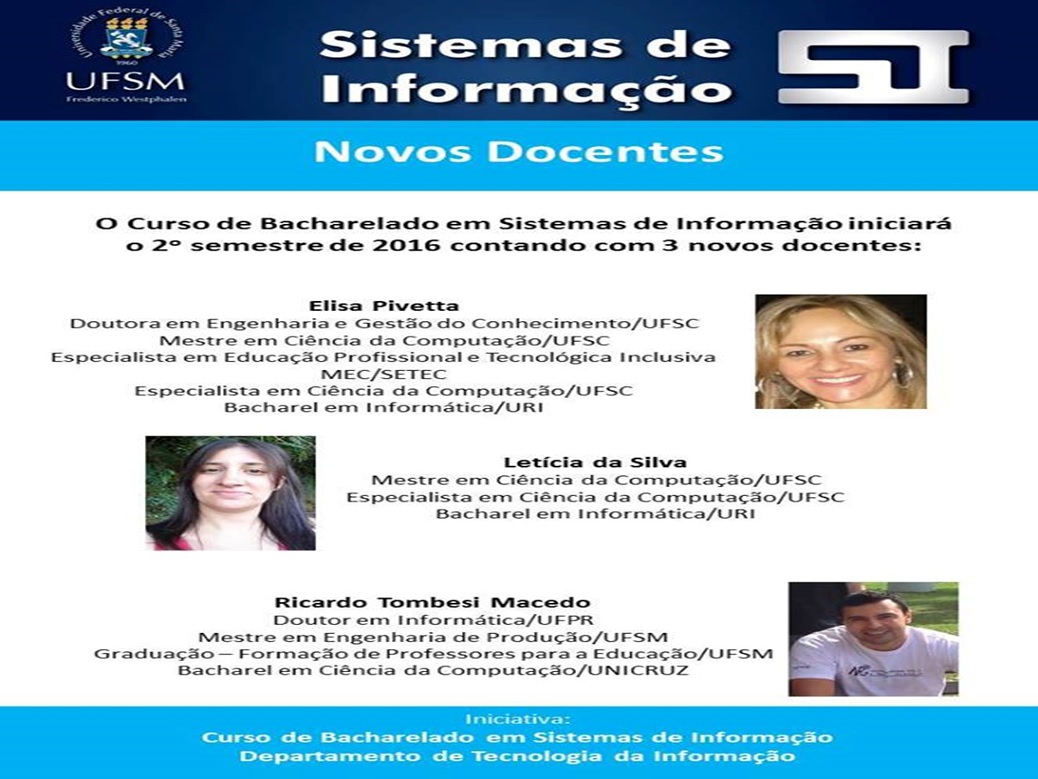 Universidade Federal de Santa Maria
1960
UFSM
Frederico Westphalen
Sistemas de
Informação
SI
Novos Docentes
O Curso de Bacharelado em Sistemas de Informação iniciará
o 2º semestre de 2016 contando com 3 novos docentes:
Elisa Pivetta
Doutora em Engenharia e Gestão do Conhecimento/UFSC
Mestre em Ciência da Computação/UFSC
Especialista em Educação Profissional e Tecnológica Inclusiva
MEC/SETEC
Especialista em Ciência da Computação/UFSC
Bacharel em Informática/URI
Letícia da Silva
Mestre em Ciência da Computação/UFSC
Especialista em Ciência da Computação/UFSC
Bacharel em Informática/URI
Ricardo Tombesi Macedo
Doutor em Informática/UFPR
Mestre em Engenharia de Produção/UFSM
Graduação – Formação de Professores para a Educação/UFSM
Bacharel em Ciência da Computação/UNICRUZ
Iniciativa:
Curso de Bacharelado em Sistemas de Informação
Departamento de Tecnologia da Informação